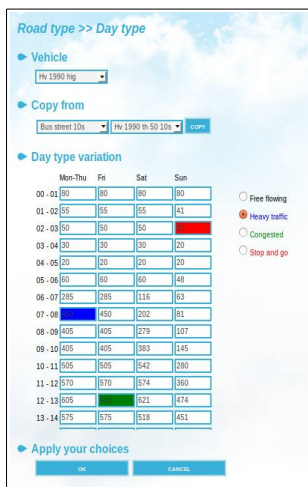 Road type >> Day type
Vehicle
Hv 1990 hig
Copy from
Bus street 10s Hv 1990 th 50 10s COPY
Day type variation
Mon-Thu Fri Sat Sun
00 - 01 80 80 80 80
01 - 02 55 55 55 41
02 - 03 50 50 50
03 - 04 30 30 30 20
04 - 05 20 20 20 20
05 - 06 60 60 60 48
06 - 07 285 285 116 63
07 - 08 450 202 81
08 - 09 405 405 279 107
09 - 10 405 405 383 145
10 - 11 505 505 542 280
11 - 12 570 570 574 360
12 - 13 605 621 474
13 - 14 575 575 518 451
Free flowing
Heavy traffic
Congested
Stop and go
Apply your choices
OK CANCEL